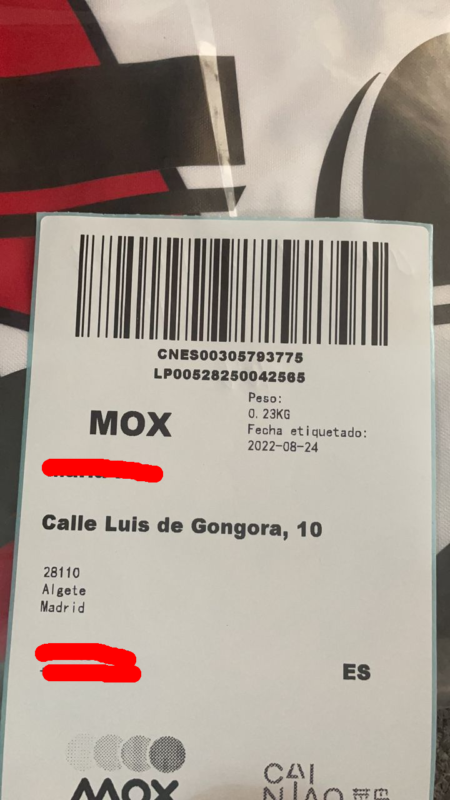 CNES00305793775
LP00528250042565
Peso:
0.23KG
Fecha etiquetado:
2022-08-24
MOX
Calle Luis de Gongora, 10
28110
Algete
Madrid
ES
MOX
CAI
NIAO